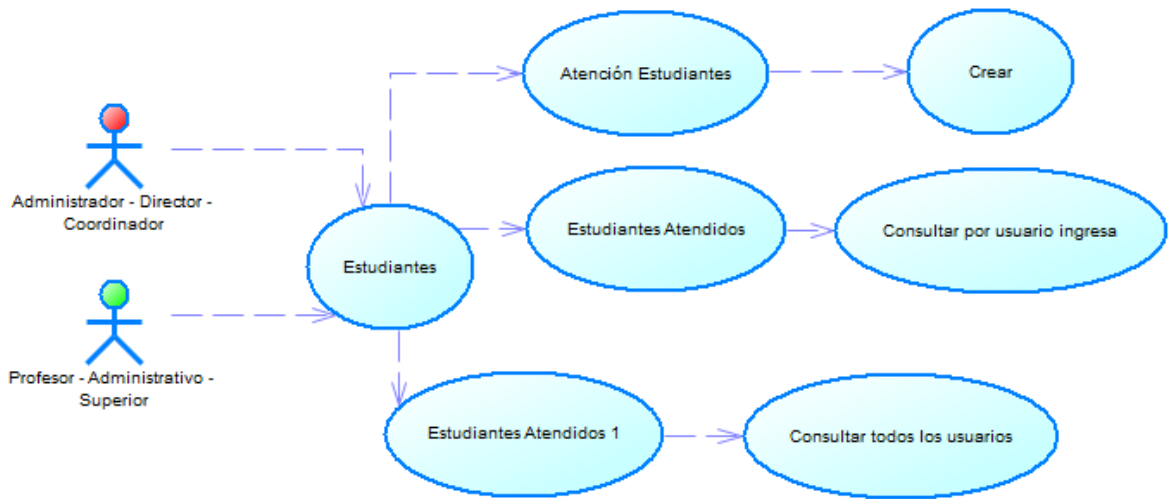 Atención Estudiantes
Crear
Administrador - Director -
Coordinador
Estudiantes Atendidos
Consultar por usuario ingresa
Estudiantes
Profesor - Administrativo -
Superior
Estudiantes Atendidos 1
Consultar todos los usuarios